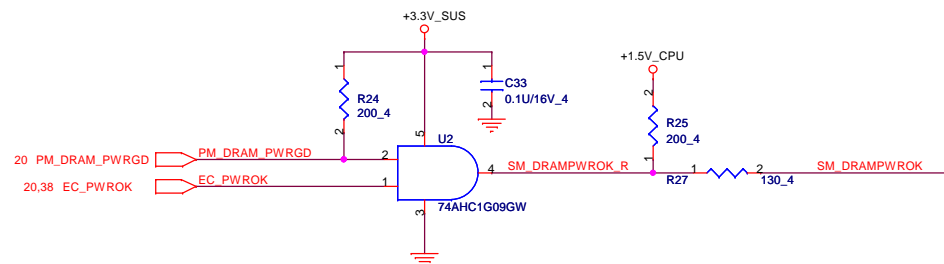 +3.3V_SUS
+1.5V_CPU
1
1
C33
0.1U/16V_4
2
2
R24
200_4
2
R25
200_4
1
5
U2
20 PM_DRAM_PWRGD
PM_DRAM_PWRGD
2
4
SM_DRAMPWROK_R
R27
1
2
130_4
SM_DRAMPWROK
20,38 EC_PWROK
EC_PWROK
1
3
74AHC1G09GW